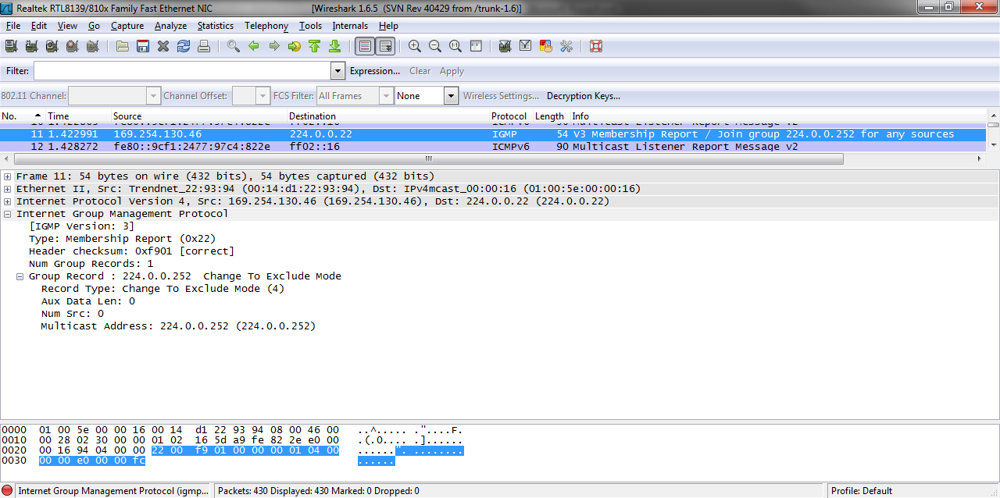 Realtek RTL8139/810x Family Fast Ethernet NIC [Wireshark 1.6.5 (SVN Rev 40429 from /trunk-1.6)]
File Edit View Go Capture Analyze Statistics Telephony Tools Internals Help
Filter: Expression... Clear Apply
802.11 Channel: Channel Offset: FCS Filter: All Frames None Wireless Settings... Decryption Keys...
No. Time Source Destination Protocol Length Info
10 1.422865 fe80::9cf1:2477:97c4:822e ff02::16 ICMPv6 90 Multicast Listener Report Message v2
11 1.422991 169.254.130.46 224.0.0.22 IGMP 54 V3 Membership Report / Join group 224.0.0.252 for any sources
12 1.428272 fe80::9cf1:2477:97c4:822e ff02::16 ICMPv6 90 Multicast Listener Report Message v2
Frame 11: 54 bytes on wire (432 bits), 54 bytes captured (432 bits)
Ethernet II, Src: Trendnet_22:93:94 (00:14:d1:22:93:94), Dst: IPv4mcast_00:00:16 (01:00:5e:00:00:16)
Internet Protocol Version 4, Src: 169.254.130.46 (169.254.130.46), Dst: 224.0.0.22 (224.0.0.22)
Internet Group Management Protocol
[IGMP Version: 3]
Type: Membership Report (0x22)
Header checksum: 0xf901 [correct]
Num Group Records: 1
Group Record : 224.0.0.252 Change To Exclude Mode
Record Type: Change To Exclude Mode (4)
Aux Data Len: 0
Num Src: 0
Multicast Address: 224.0.0.252 (224.0.0.252)
0000 01 00 5e 00 00 16 00 14 d1 22 93 94 08 00 46 00 ..^..... ."....F.
0010 00 28 02 30 00 00 01 02 16 5d a9 fe 82 2e e0 00 .(.0.... .]......
0020 00 16 94 04 00 00 22 00 f9 01 00 00 00 01 04 00 ......". ........
0030 00 00 e0 00 00 fc ......
Internet Group Management Protocol (igmp... Packets: 430 Displayed: 430 Marked: 0 Dropped: 0 Profile: Default